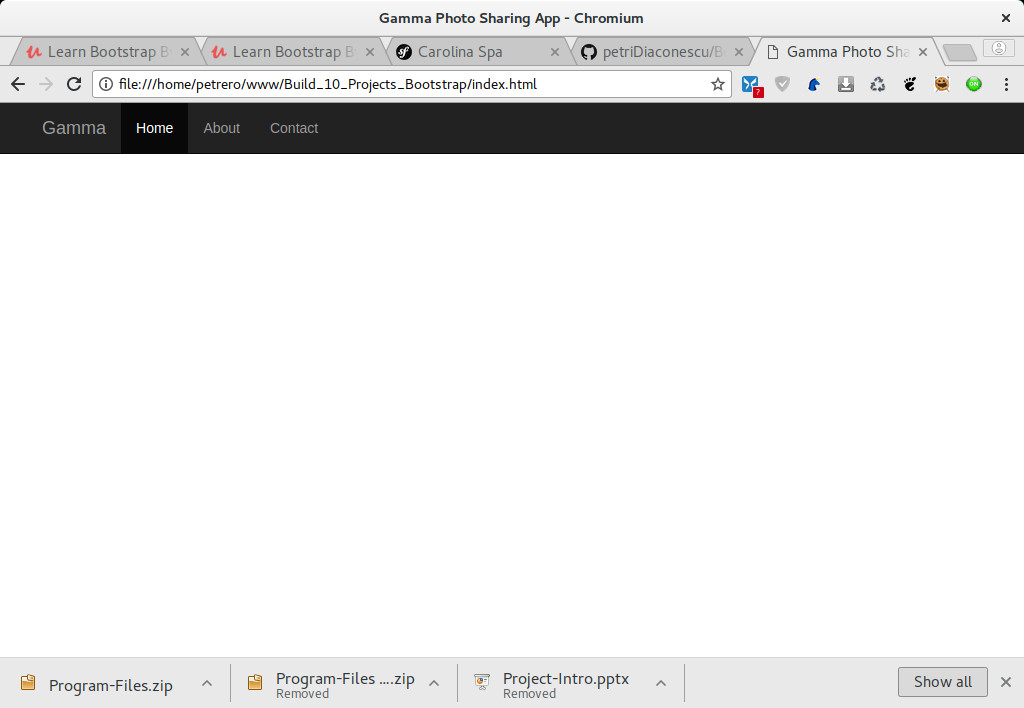 Gamma Photo Sharing App - Chromium
Learn Bootstrap B
Learn Bootstrap B
Carolina Spa
petriDiaconescu/B
Gamma Photo Sha
file:///home/petrero/www/Build_10_Projects_Bootstrap/index.html
?
ON
Gamma Home About Contact
Program-Files.zip
Program-Files ....zip
Removed
Project-Intro.pptx
Removed
Show all